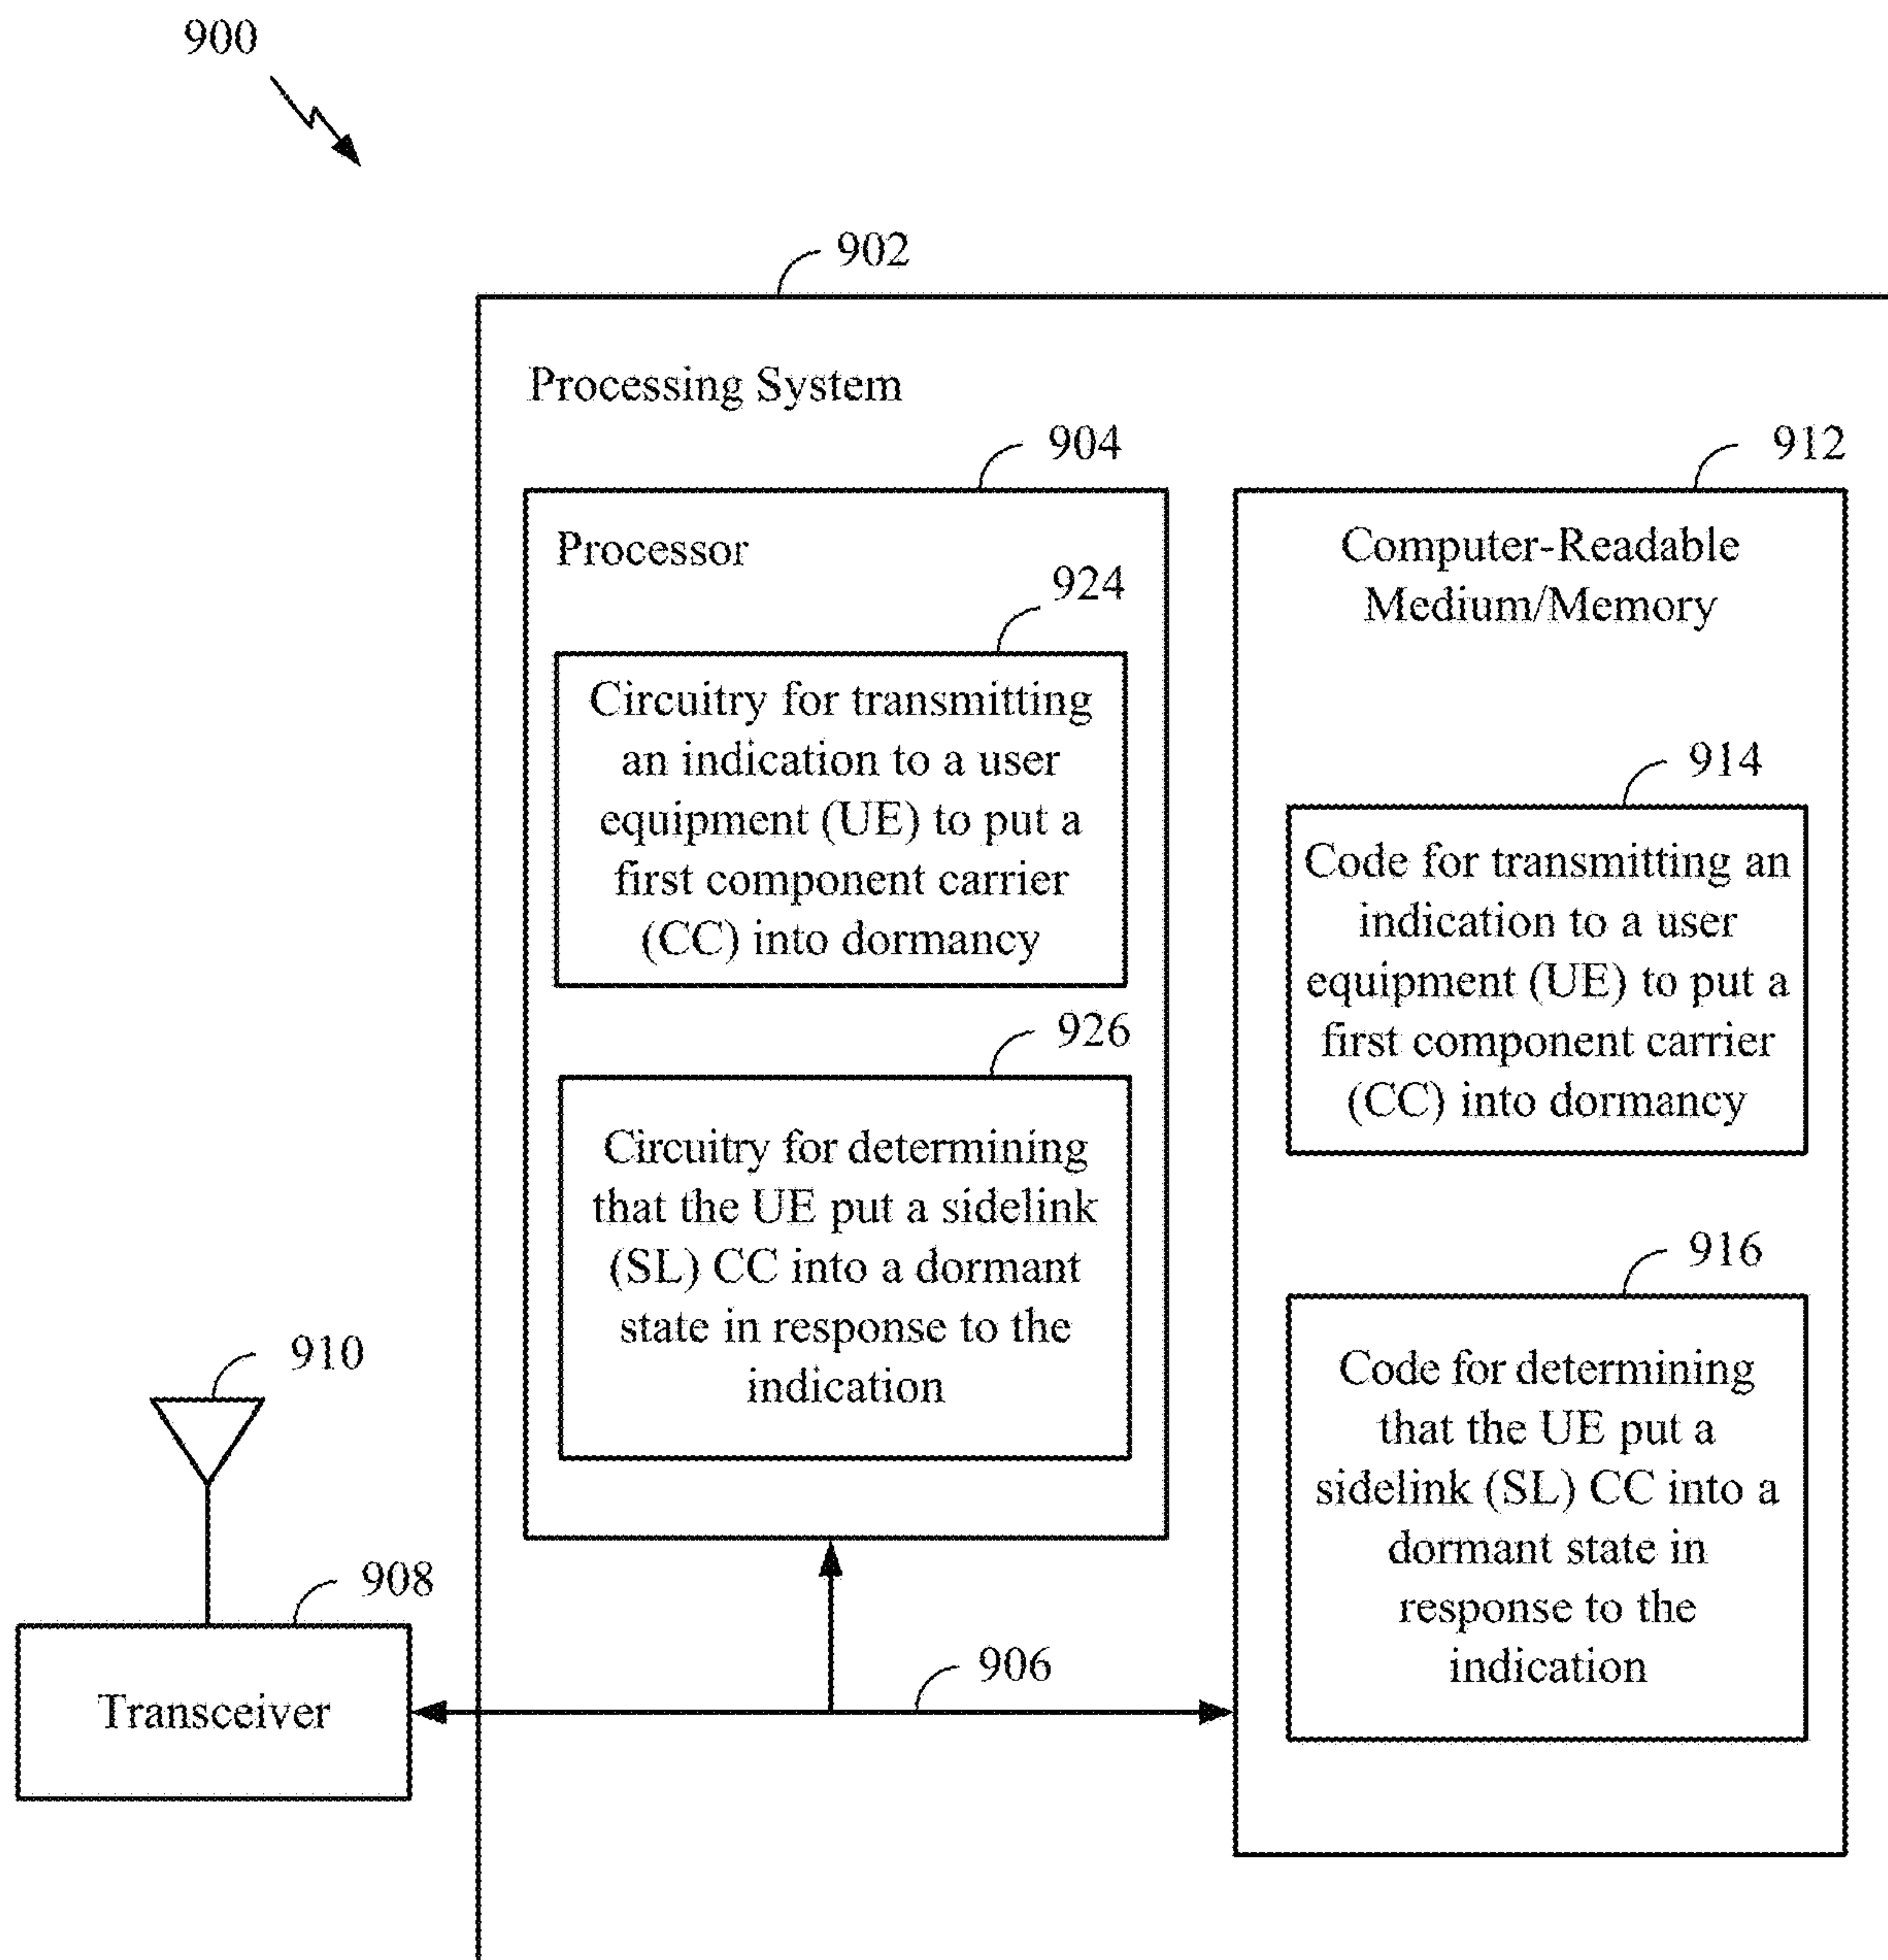 900
902
Processing System
904
Processor
924
Circuitry for transmitting
an indication to a user
equipment (UE) to put a
first component carrier
(CC) into dormancy
926
Circuitry for determining
that the UE put a sidelink
(SL) CC into a dormant
state in response to the
indication
912
Computer-Readable
Medium/Memory
914
Code for transmitting an
indication to a user
equipment (UE) to put a
first component carrier
(CC) into dormancy
916
Code for determining
that the UE put a
sidelink (SL) CC into a
dormant state in
response to the
indication
910
908
Transceiver
906